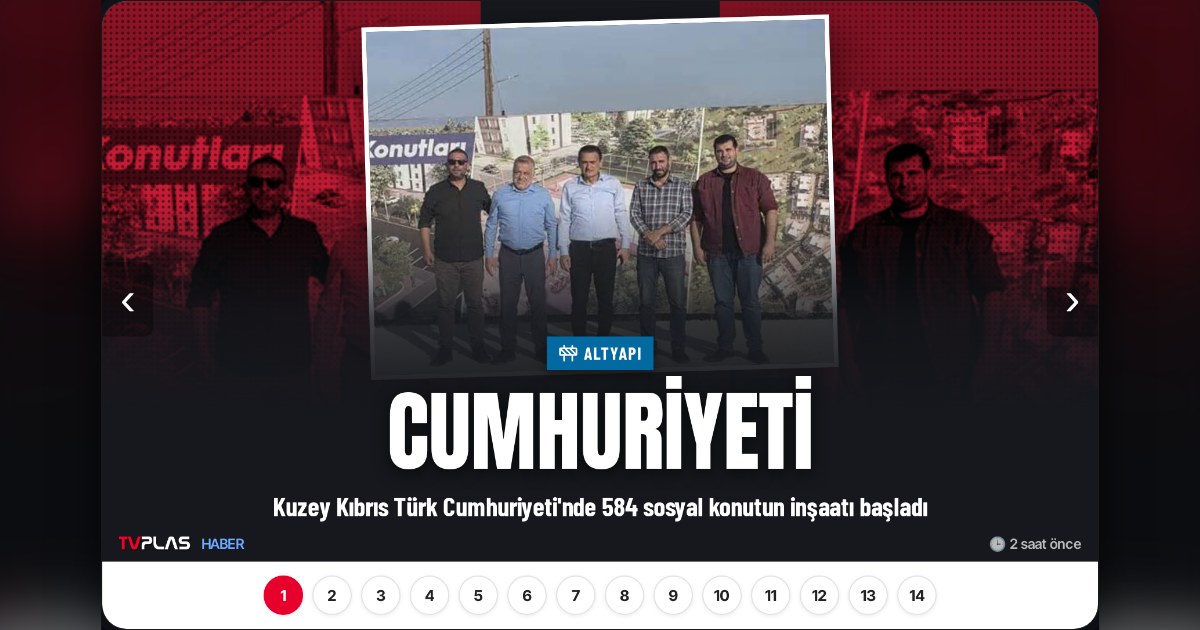 Konutları
onutları
ALTYAPI
CUMHURİYETİ
Kuzey Kıbrıs Türk Cumhuriyeti'nde 584 sosyal konutun inşaatı başladı
TVPLAS HABER
2 saat önce
1 2 3 4 5 6 7 8 9 10 11 12 13 14